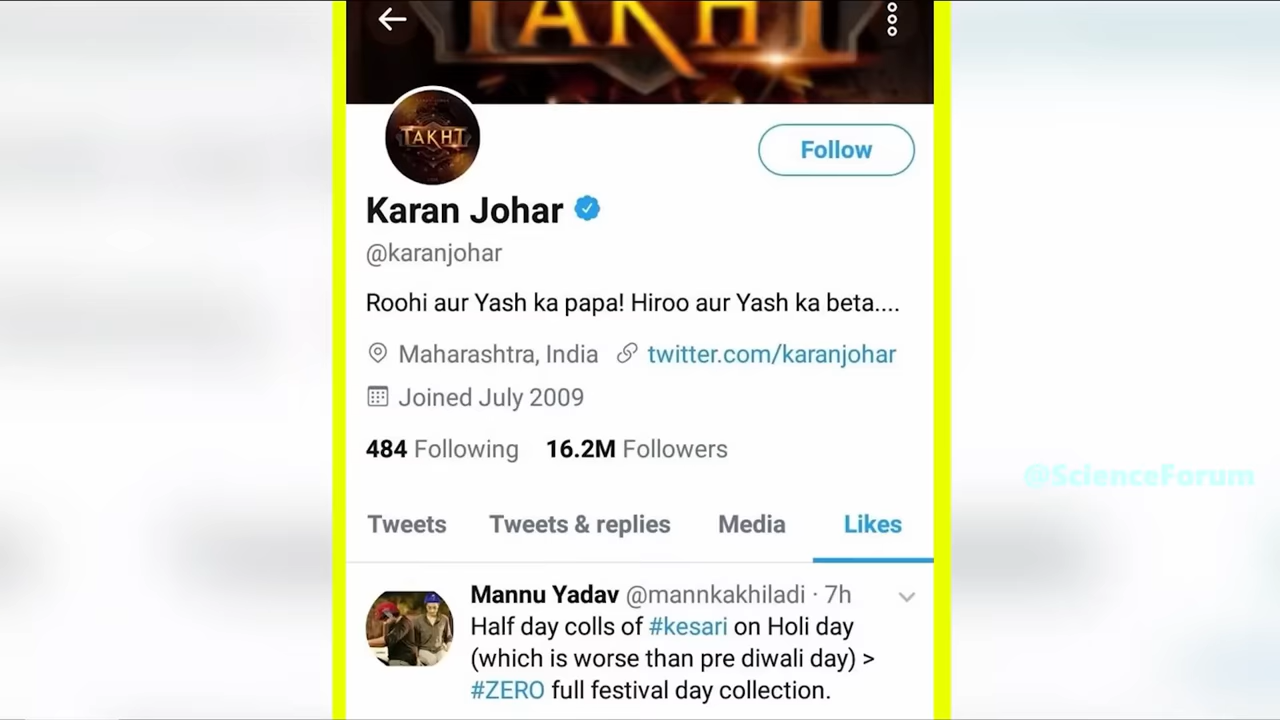 TAKHT
KARAN JOHAR
TAKHT
Follow
Karan Johar
@karanjohar
Roohi aur Yash ka papa! Hiroo aur Yash ka beta....
Maharashtra, India twitter.com/karanjohar
Joined July 2009
484 Following 16.2M Followers
@ScienceForum
Tweets Tweets & replies Media Likes
Mannu Yadav @mannkakhiladi · 7h
Half day colls of #kesari on Holi day
(which is worse than pre diwali day) >
#ZERO full festival day collection.